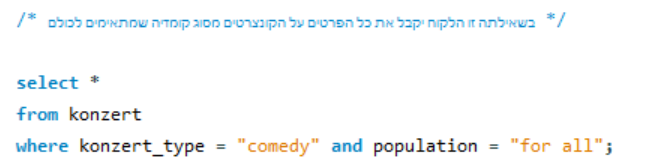 /* בשאילתה זו הלקוח יקבל את כל הפרטים על הקונצרטים מסוג קומדיה שמתאימים לכולם */
select *
from konzert
where konzert_type = "comedy" and population = "for all";